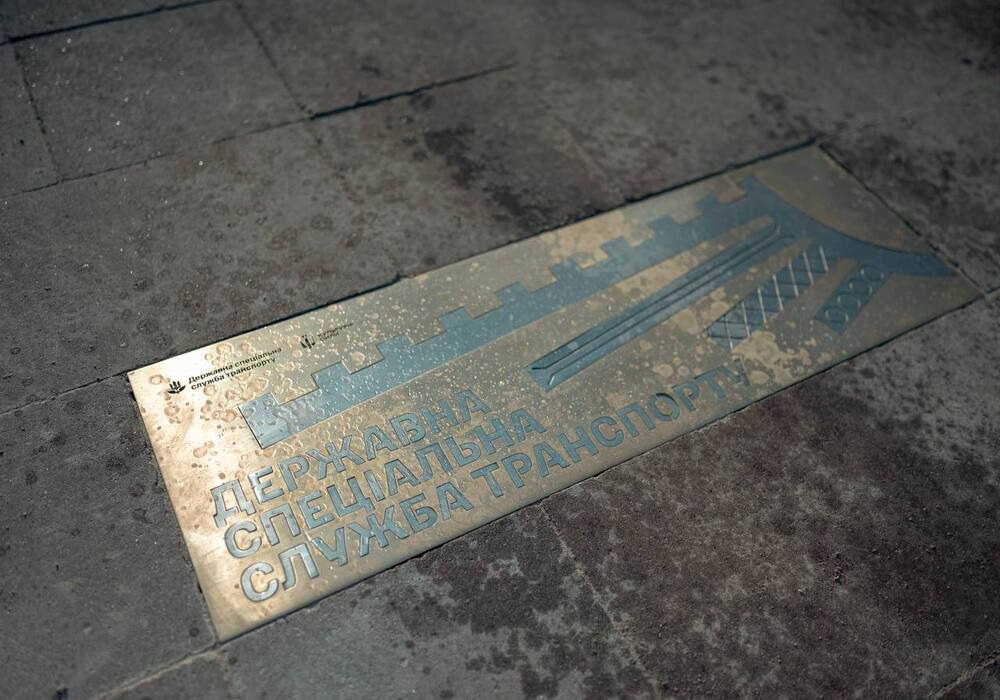 Державна спеціальна
служба транспорту
ДЕРЖАВНА
СПЕЦІАЛЬНА
СЛУЖБА ТРАНСПОРТУ